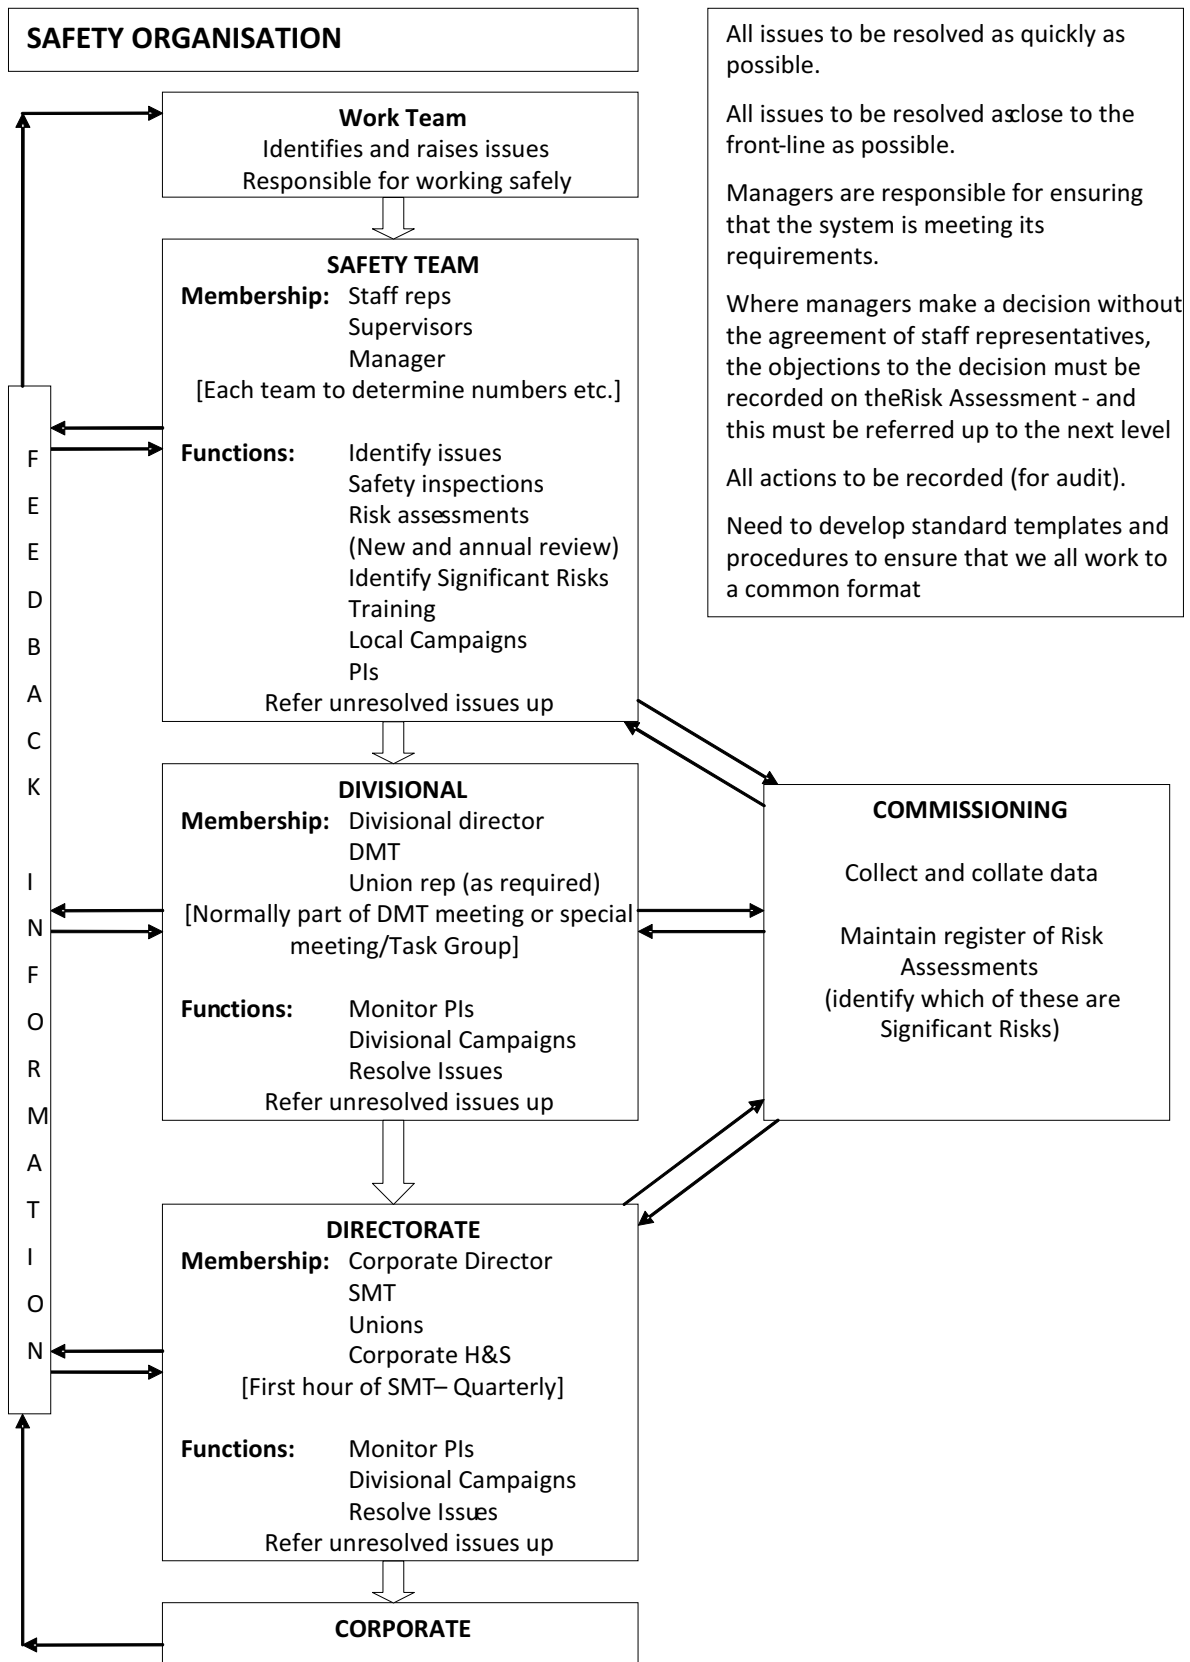 SAFETY ORGANISATION
Work Team
Identifies and raises issues
Responsible for working safely
SAFETY TEAM
Membership: Staff reps
Supervisors
Manager
[Each team to determine numbers etc.]
Functions: Identify issues
Safety inspections
Risk assessments
(New and annual review)
Identify Significant Risks
Training
Local Campaigns
PIs
Refer unresolved issues up
DIVISIONAL
Membership: Divisional director
DMT
Union rep (as required)
[Normally part of DMT meeting or special
meeting/Task Group]
Functions: Monitor PIs
Divisional Campaigns
Resolve Issues
Refer unresolved issues up
DIRECTORATE
Membership: Corporate Director
SMT
Unions
Corporate H&S
[First hour of SMT– Quarterly]
Functions: Monitor PIs
Divisional Campaigns
Resolve Issues
Refer unresolved issues up
CORPORATE
FEEDBACK INFORMATION
All issues to be resolved as quickly as
possible.
All issues to be resolved as close to the
front-line as possible.
Managers are responsible for ensuring
that the system is meeting its
requirements.
Where managers make a decision without
the agreement of staff representatives,
the objections to the decision must be
recorded on theRisk Assessment - and
this must be referred up to the next level
All actions to be recorded (for audit).
Need to develop standard templates and
procedures to ensure that we all work to
a common format
COMMISSIONING
Collect and collate data
Maintain register of Risk
Assessments
(identify which of these are
Significant Risks)